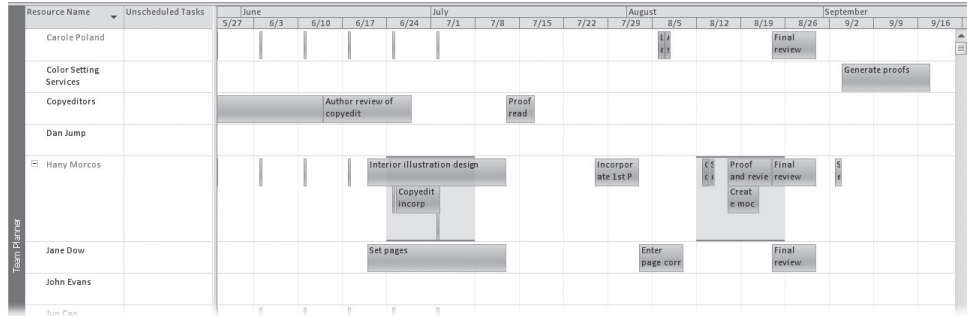 Resource Name Unscheduled Tasks June July August September
5/27 6/3 6/10 6/17 6/24 7/1 7/8 7/15 7/22 7/29 8/5 8/12 8/19 8/26 9/2 9/9 9/16
Carole Poland
Final
review
Color Setting
Services
Generate proofs
Copyeditors
Author review of
copyedit
Proof
read
Dan Jump
Hany Morcos
Interior illustration design
Incorpor
ate 1st P
Proof
and revie
Final
review
S
e
Copyedit
incorp
Creat
e moc
Jane Dow
Set pages
Enter
page corr
Final
review
John Evans
Jun Cao
Team Planner